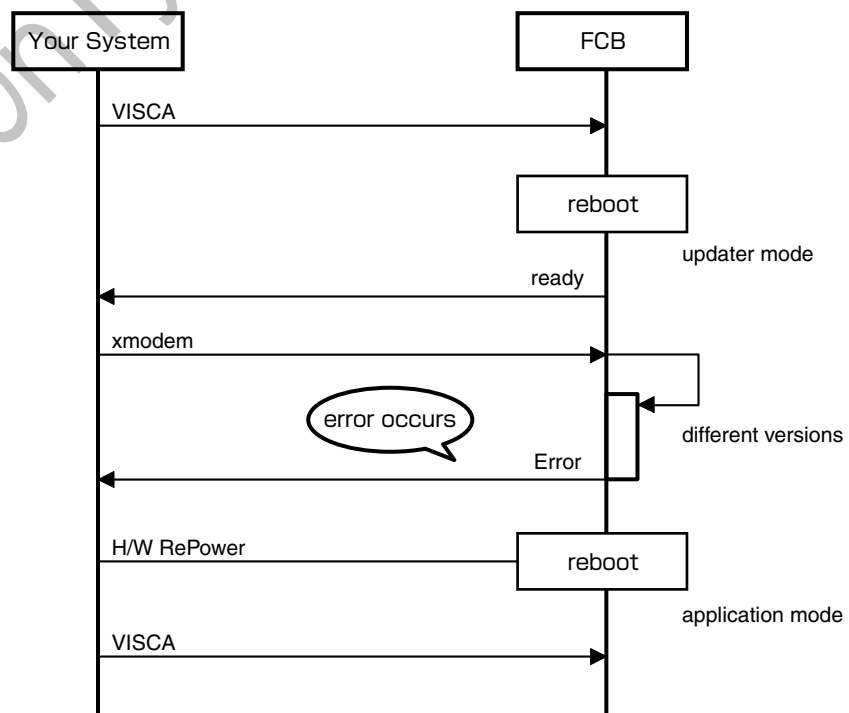 Your System
FCB
VISCA
reboot
updater mode
ready
xmodem
error occurs
different versions
Error
H/W RePower
reboot
application mode
VISCA